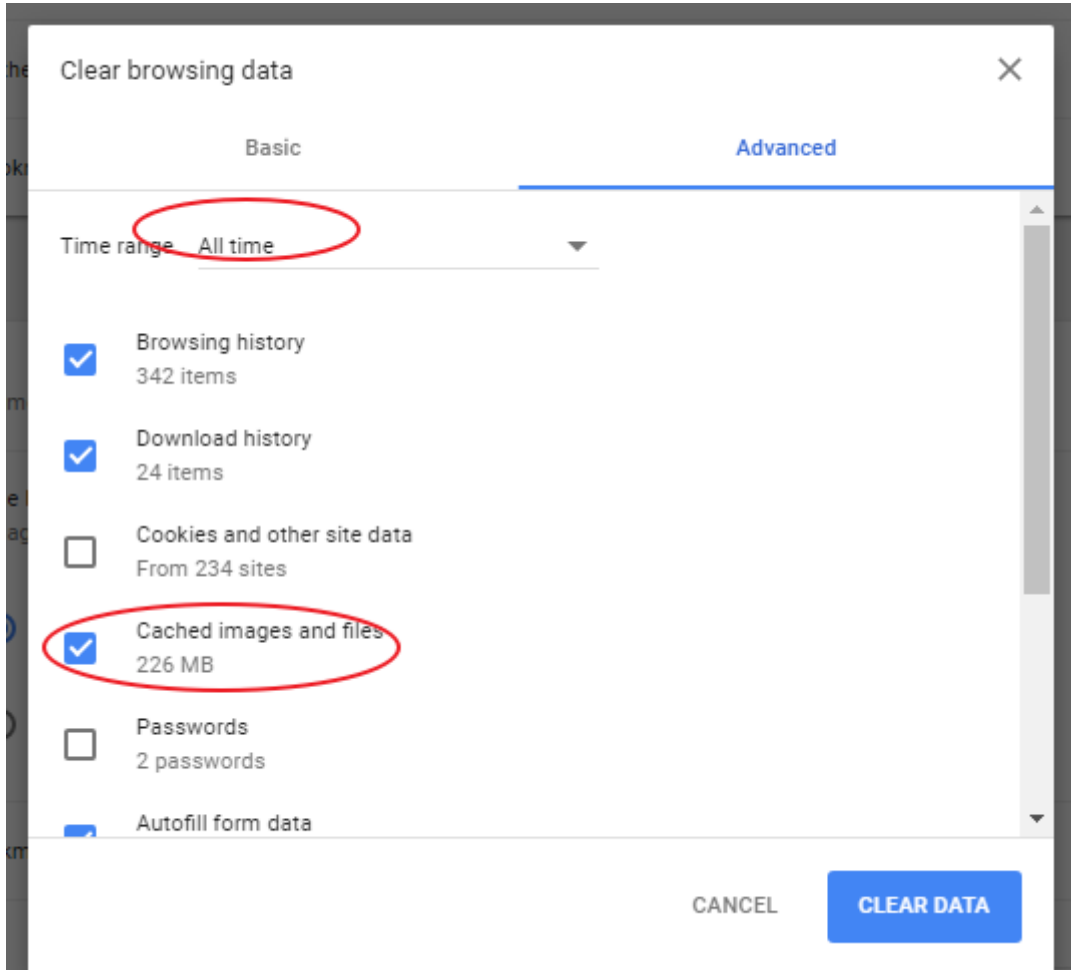 Clear browsing data
Basic
Advanced
Time range All time
Browsing history
342 items
Download history
24 items
Cookies and other site data
From 234 sites
Cached images and files
226 MB
Passwords
2 passwords
Autofill form data
CANCEL
CLEAR DATA